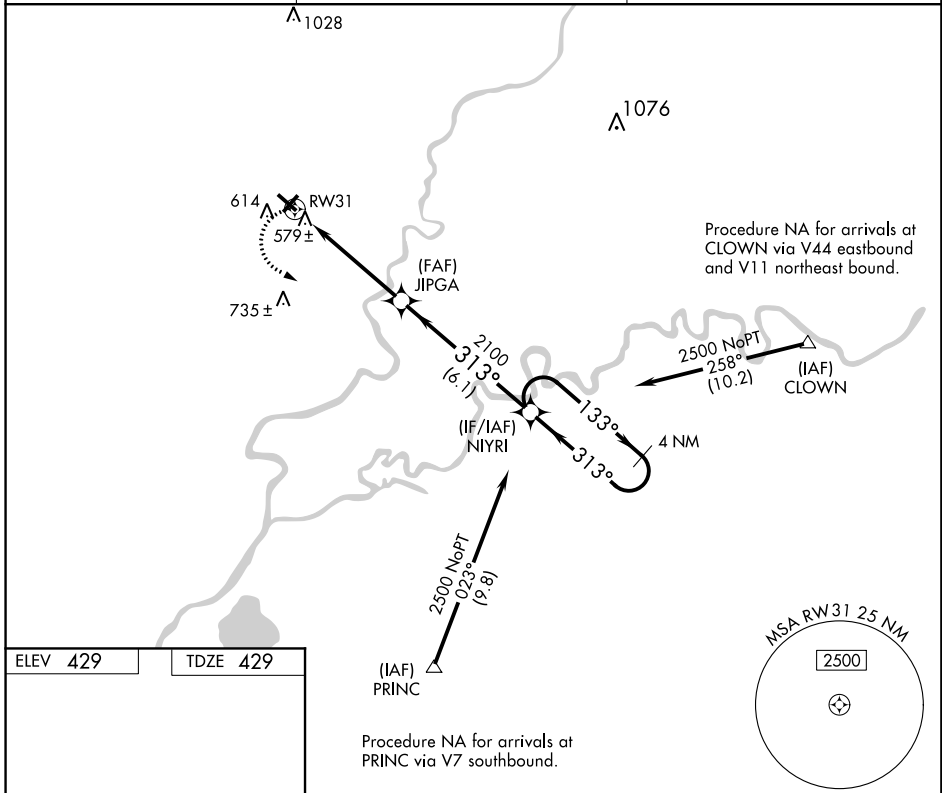 1028
1076
614
RW31
579±
735±
Procedure NA for arrivals at
CLOWN via V44 eastbound
and V11 northeast bound.
(FAF)
JIPGA
2100
313°
(6.1)
2500 NoPT
258°
(10.2)
(IAF)
CLOWN
(IF/IAF)
NIYRI
133°
313°
4 NM
2500 NoPT
023°
(9.8)
(IAF)
PRINC
Procedure NA for arrivals at
PRINC via V7 southbound.
MSA RW31 25 NM
2500
ELEV 429
TDZE 429